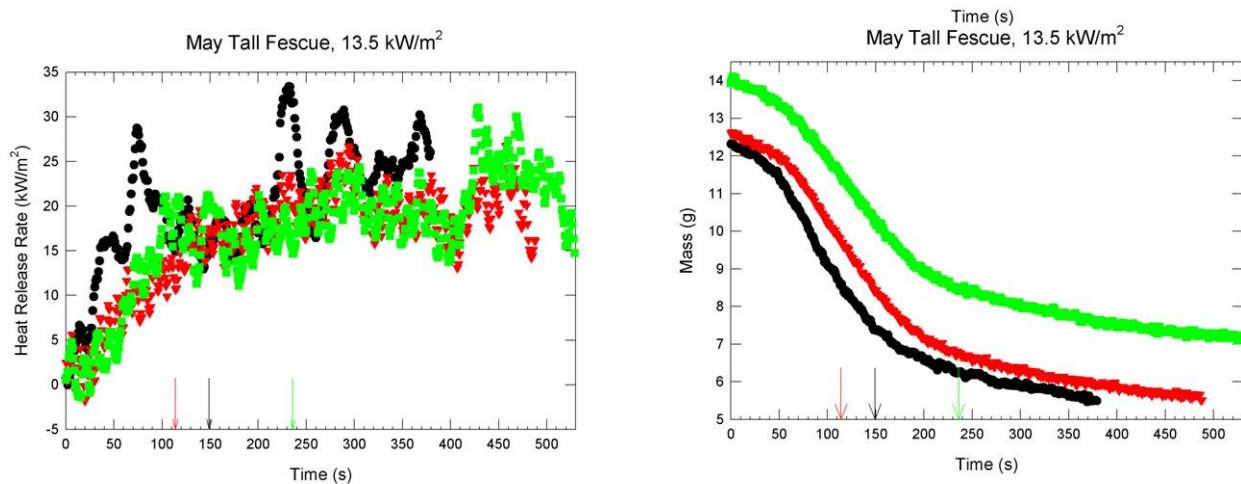 May Tall Fescue, 13.5 kW/m²
Heat Release Rate (kW/m²)
35
30
25
20
15
10
5
0
-5
0 50 100 150 200 250 300 350 400 450 500
Time (s)
Time (s)
May Tall Fescue, 13.5 kW/m²
Mass (g)
14
13
12
11
10
9
8
7
6
5
0 50 100 150 200 250 300 350 400 450 500
Time (s)